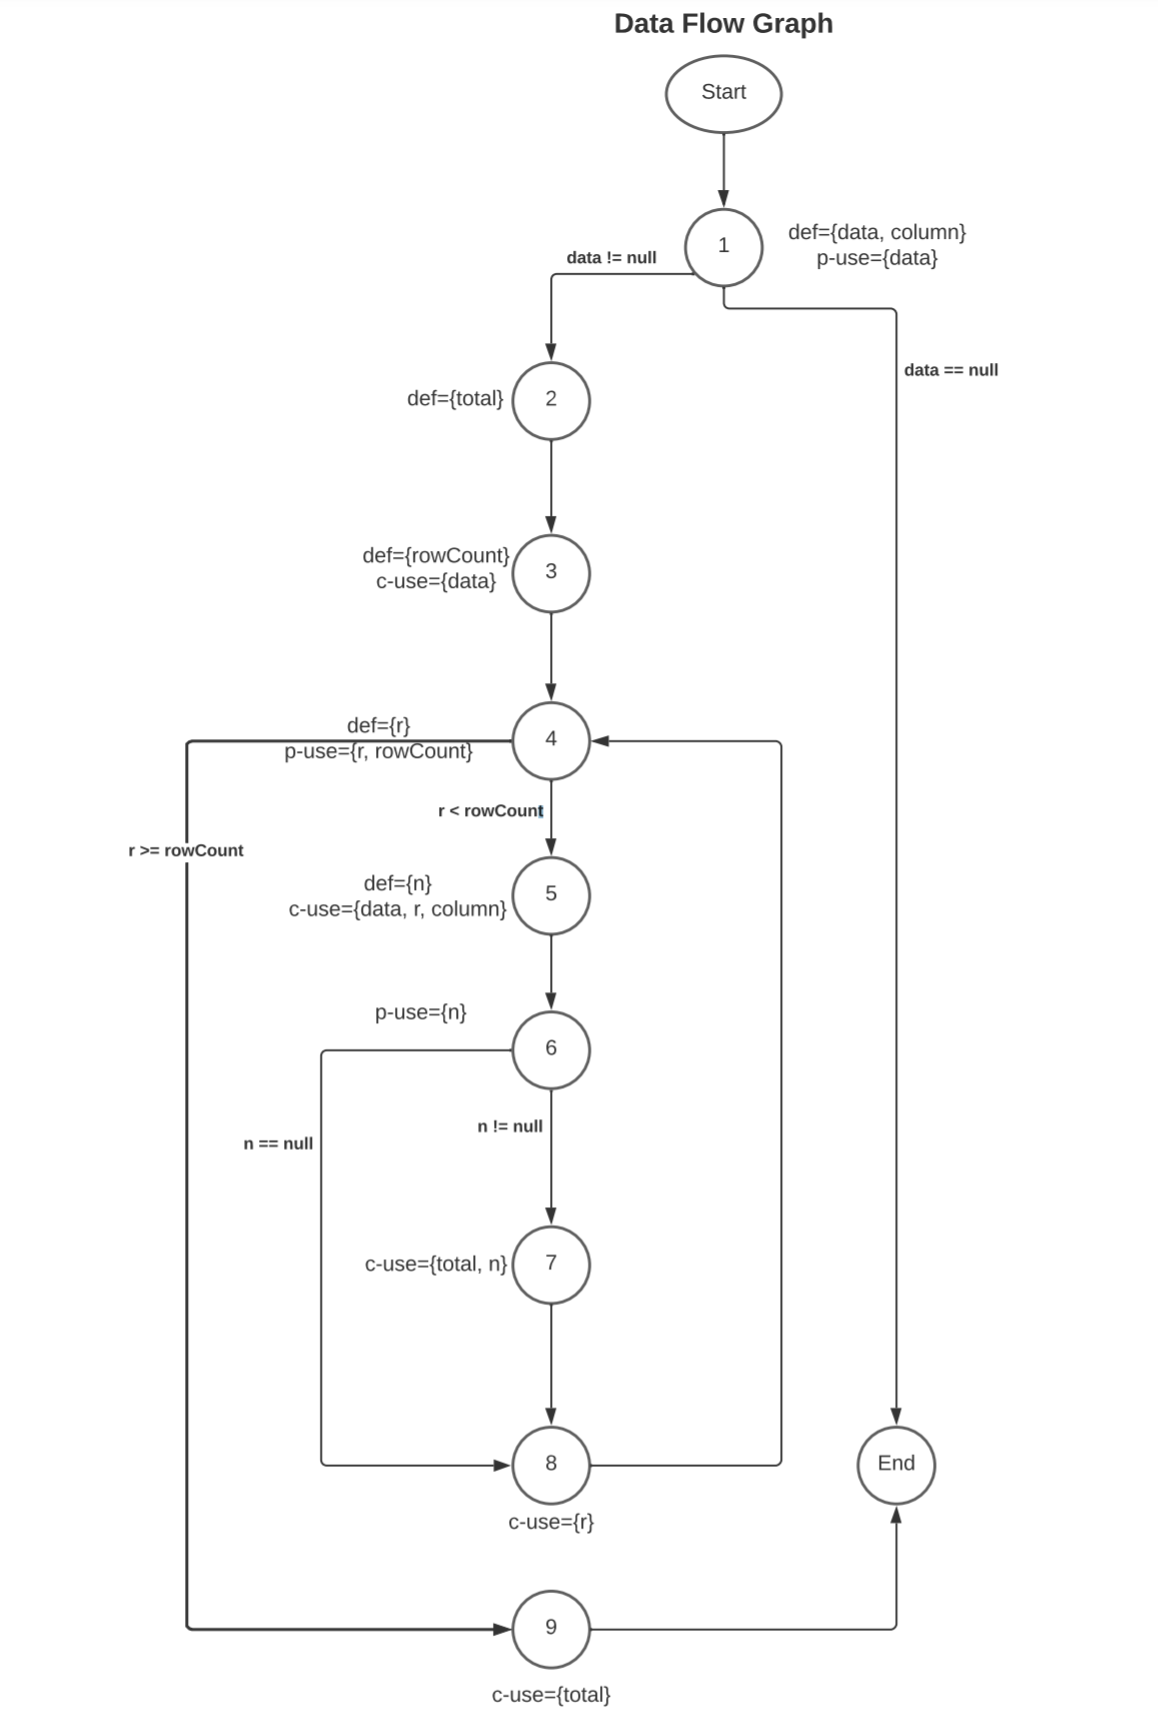 Data Flow Graph
Start
1
def={data, column}
p-use={data}
data != null
data == null
2
def={total}
3
def={rowCount}
c-use={data}
4
def={r}
p-use={r, rowCount}
r < rowCount
r >= rowCount
5
def={n}
c-use={data, r, column}
6
p-use={n}
n != null
n == null
7
c-use={total, n}
8
End
c-use={r}
9
c-use={total}